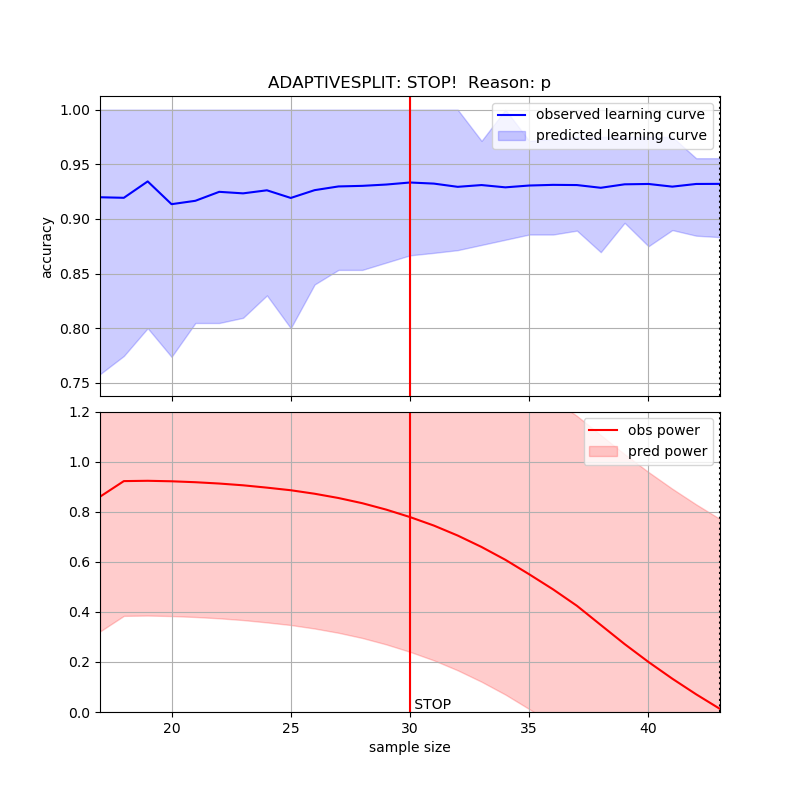 ADAPTIVESPLIT: STOP!  Reason: p
1.00
0.95
0.90
0.85
0.80
0.75
accuracy
observed learning curve
predicted learning curve
1.2
1.0
0.8
0.6
0.4
0.2
0.0
obs power
pred power
STOP
20
25
30
35
40
sample size